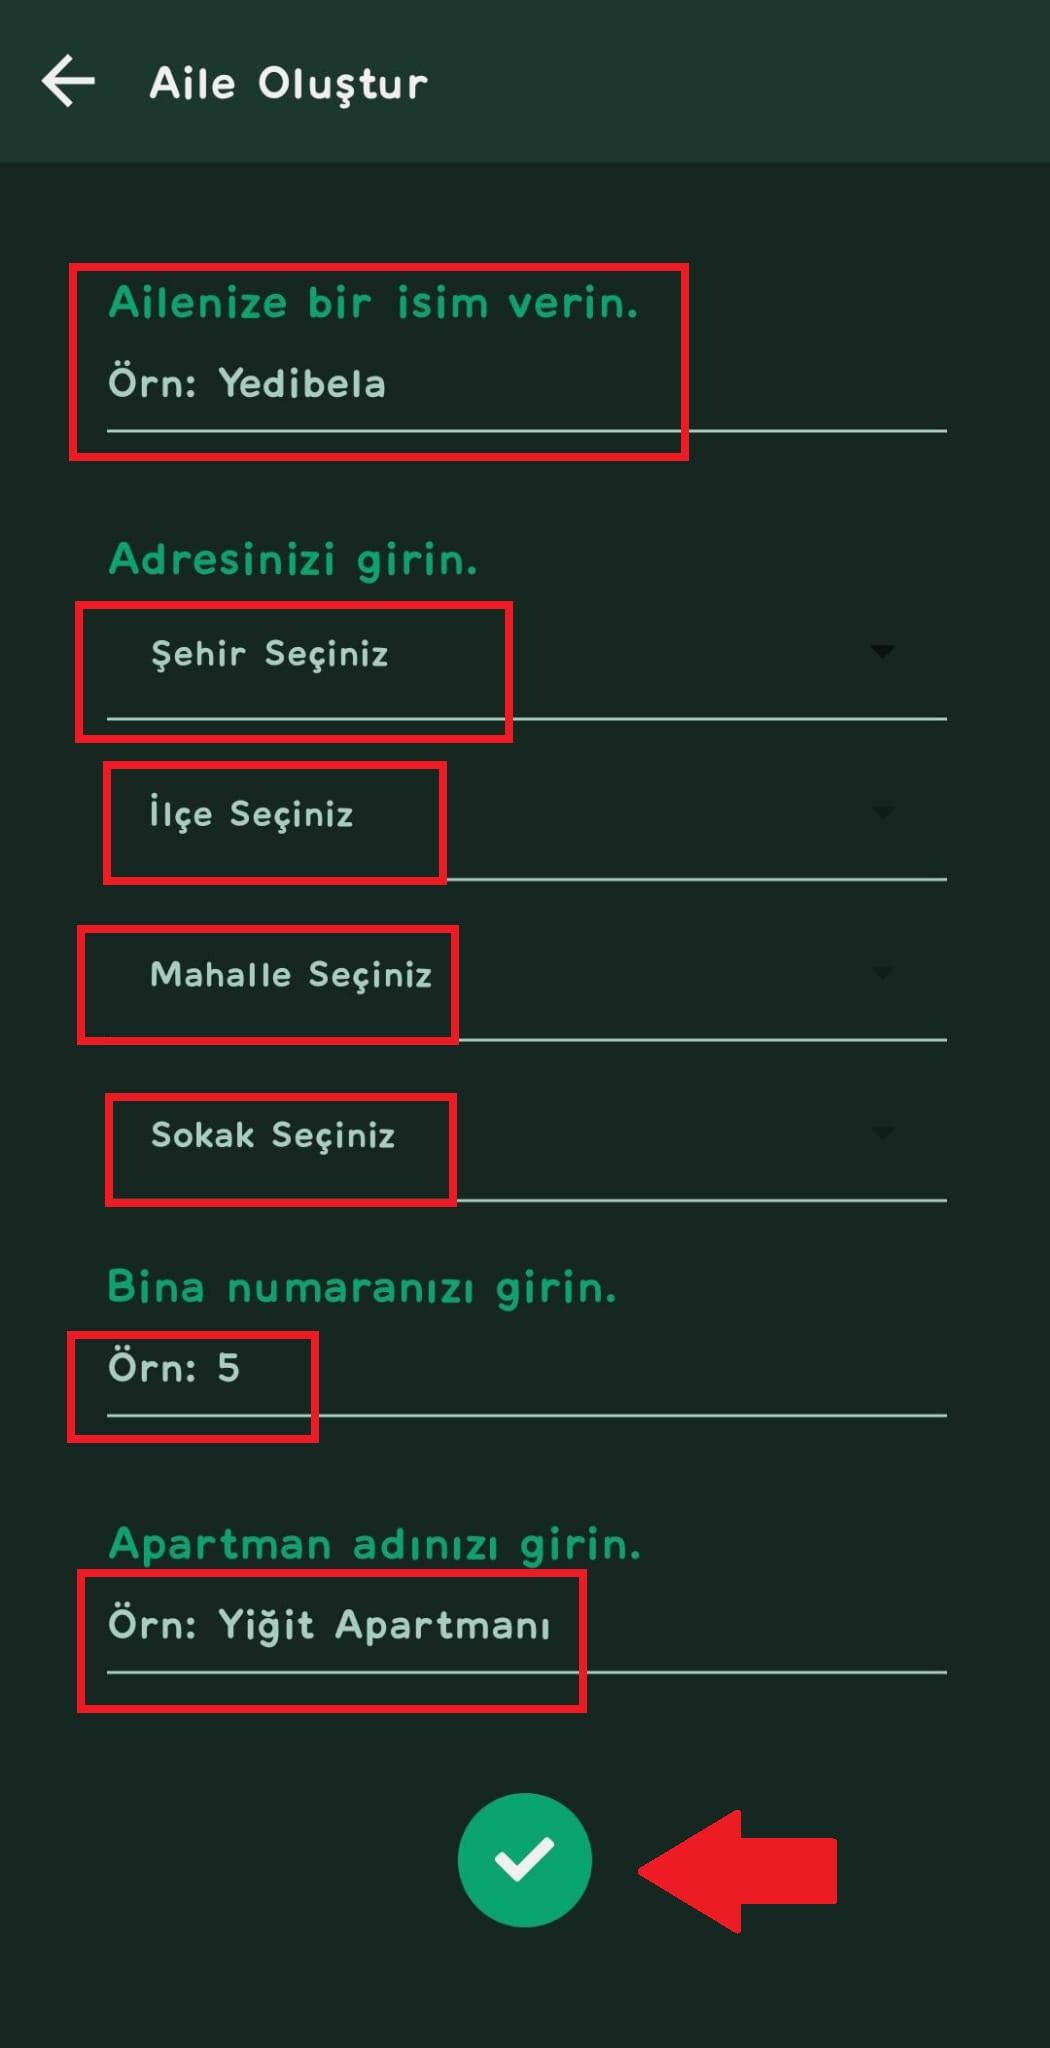 Aile Oluştur
Ailenize bir isim verin.
Örn: Yedibela
Adresinizi girin.
Şehir Seçiniz
İlçe Seçiniz
Mahalle Seçiniz
Sokak Seçiniz
Bina numaranızı girin.
Örn: 5
Apartman adınızı girin.
Örn: Yiğit Apartmanı